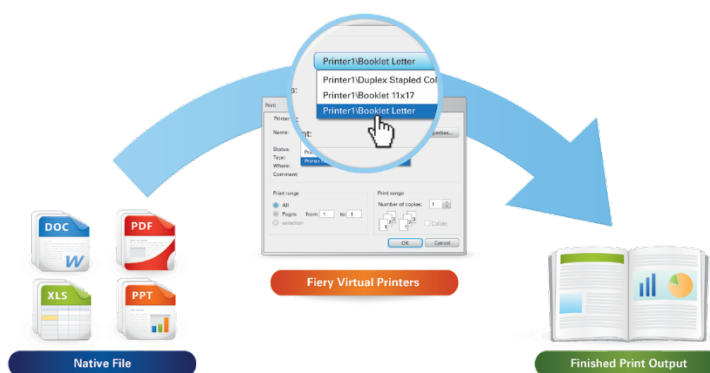 Printer1\Booklet Letter
Printer1\Duplex Stapled Col
Printer1\Booklet 11x17
Printer1\Booklet Letter
Print
Name:
Status:
Type:
Where:
Comment:
Print range
Print range
All
Number of copies: 1
Pages from: 1 to: 1
selection
Collate
OK Cancel
DOC
W
PDF
XLS
PPT
Fiery Virtual Printers
Native File
Finished Print Output